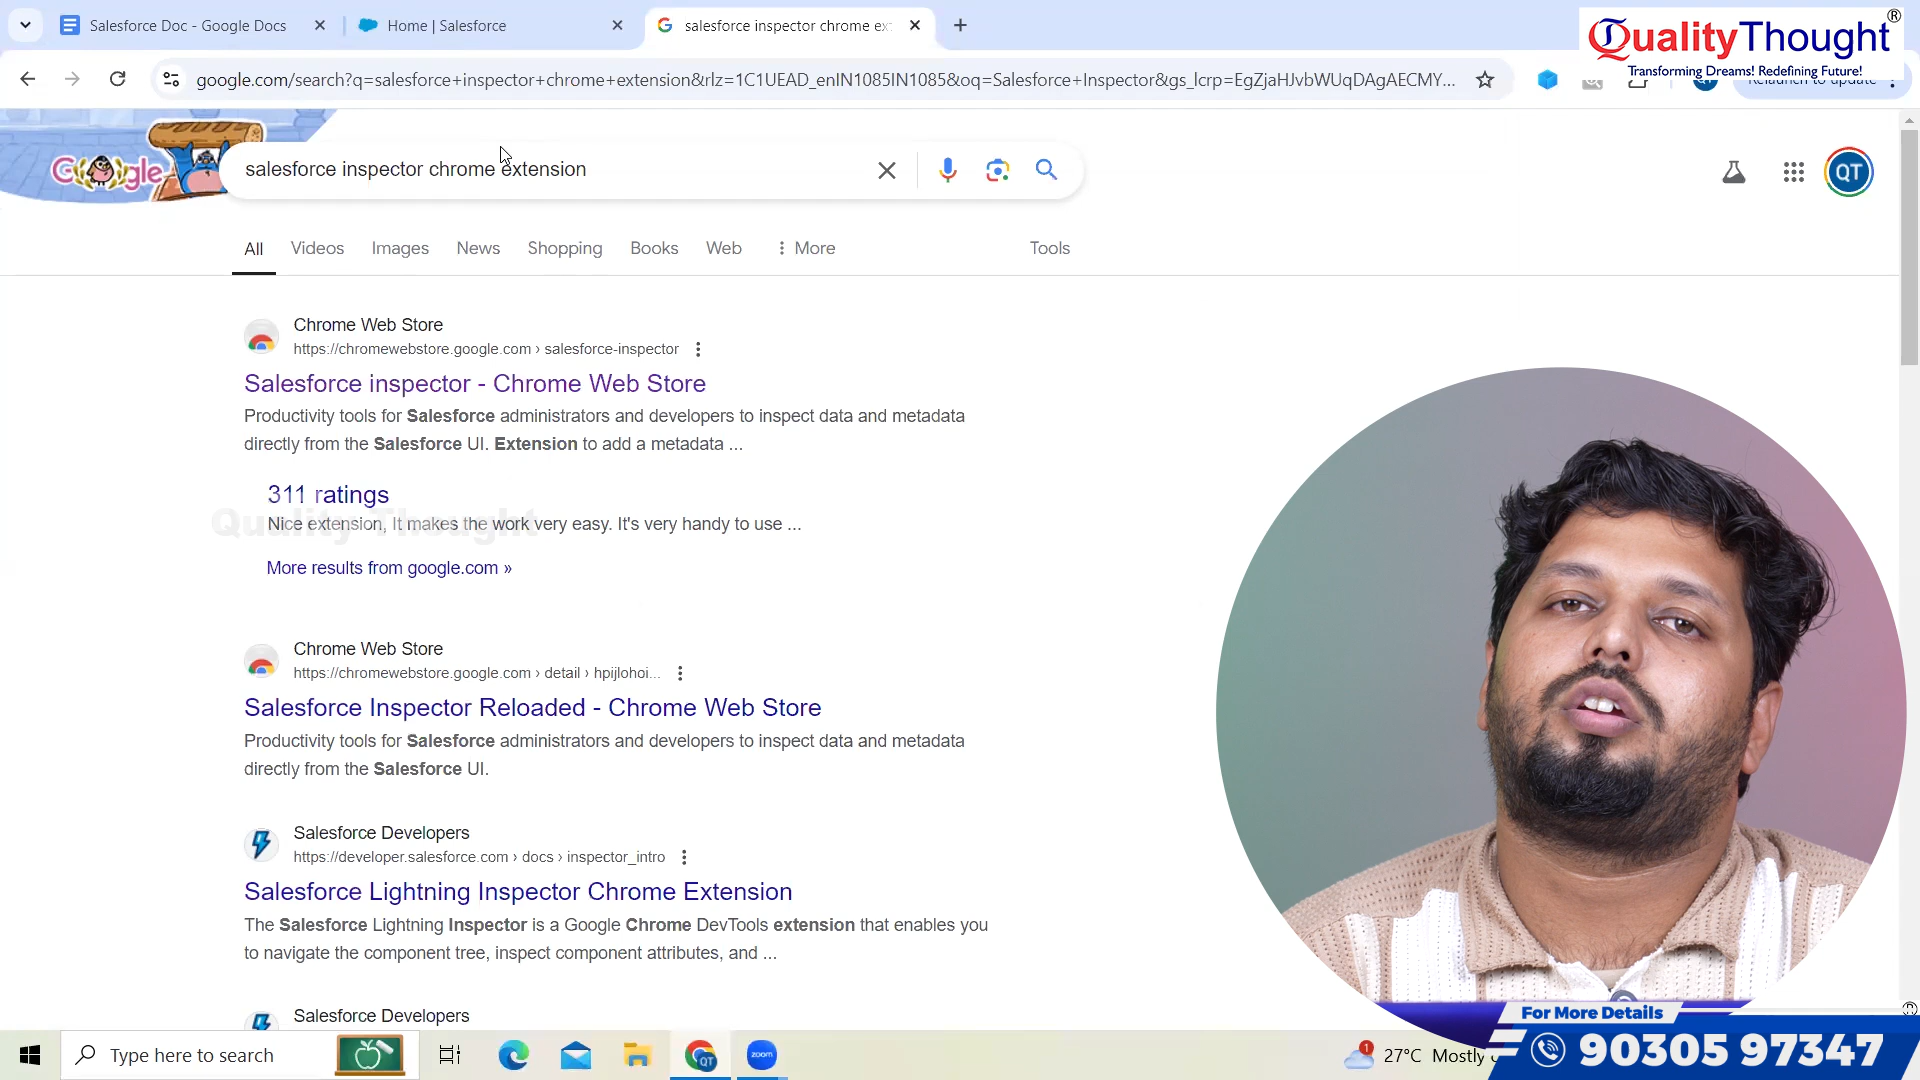 Salesforce Doc - Google Docs
Home | Salesforce
salesforce inspector chrome ex
QualityThought®
Transforming Dreams! Redefining Future!
google.com/search?q=salesforce+inspector+chrome+extension&rlz=1C1UEAD_enIN1085IN1085&oq=Salesforce+Inspector&gs_lcrp=EgZjaHJvbWUqDAgAECMY...
Relaunch to update
Google
salesforce inspector chrome extension
QT
All
Videos
Images
News
Shopping
Books
Web
More
Tools
Chrome Web Store
https://chromewebstore.google.com › salesforce-inspector
Salesforce inspector - Chrome Web Store
Productivity tools for Salesforce administrators and developers to inspect data and metadata
directly from the Salesforce UI. Extension to add a metadata ...
311 ratings
Nice extension, It makes the work very easy. It's very handy to use ...
Quality Thought
More results from google.com »
Chrome Web Store
https://chromewebstore.google.com › detail › hpijlohoi...
Salesforce Inspector Reloaded - Chrome Web Store
Productivity tools for Salesforce administrators and developers to inspect data and metadata
directly from the Salesforce UI.
Salesforce Developers
https://developer.salesforce.com › docs › inspector_intro
Salesforce Lightning Inspector Chrome Extension
The Salesforce Lightning Inspector is a Google Chrome DevTools extension that enables you
to navigate the component tree, inspect component attributes, and ...
Salesforce Developers
For More Details
90305 97347
Type here to search
zoom
1
27°C Mostly